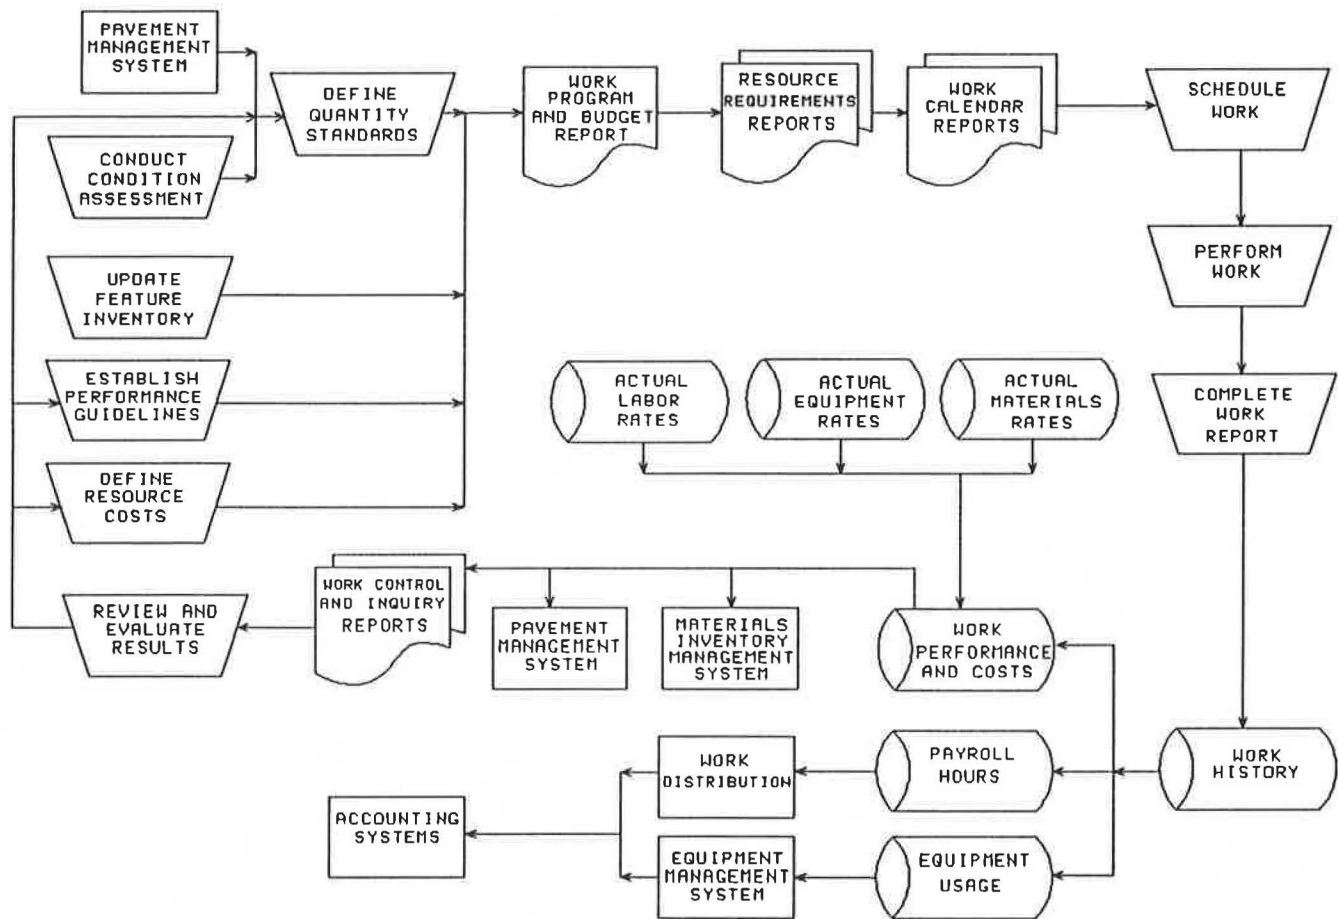 PAVEMENT
MANAGEMENT
SYSTEM
DEFINE
QUANTITY
STANDARDS
CONDUCT
CONDITION
ASSESSMENT
WORK
PROGRAM
AND BUDGET
REPORT
RESOURCE
REQUIREMENTS
REPORTS
WORK
CALENDAR
REPORTS
SCHEDULE
WORK
PERFORM
WORK
UPDATE
FEATURE
INVENTORY
ESTABLISH
PERFORMANCE
GUIDELINES
ACTUAL
LABOR
RATES
ACTUAL
EQUIPMENT
RATES
ACTUAL
MATERIALS
RATES
COMPLETE
WORK
REPORT
DEFINE
RESOURCE
COSTS
REVIEW AND
EVALUATE
RESULTS
WORK CONTROL
AND INQUIRY
REPORTS
PAVEMENT
MANAGEMENT
SYSTEM
MATERIALS
INVENTORY
MANAGEMENT
SYSTEM
WORK
PERFORMANCE
AND COSTS
WORK
DISTRIBUTION
PAYROLL
HOURS
WORK
HISTORY
ACCOUNTING
SYSTEMS
EQUIPMENT
MANAGEMENT
SYSTEM
EQUIPMENT
USAGE